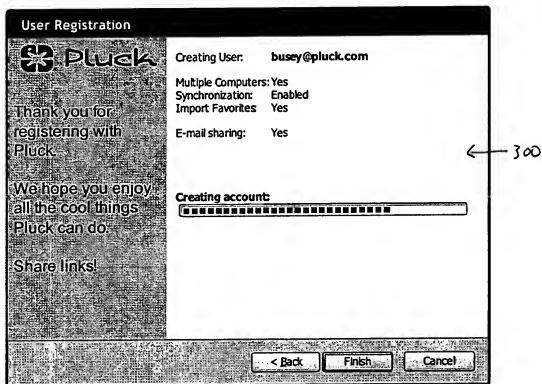 User Registration
Pluck
Thank you for
registering with
Pluck.
We hope you enjoy
all the cool things
Pluck can do.
Share links!
Creating User: busey@pluck.com
Multiple Computers: Yes
Synchronization: Enabled
Import Favorites Yes
E-mail sharing: Yes
Creating account:
300
< Back
Finish
Cancel